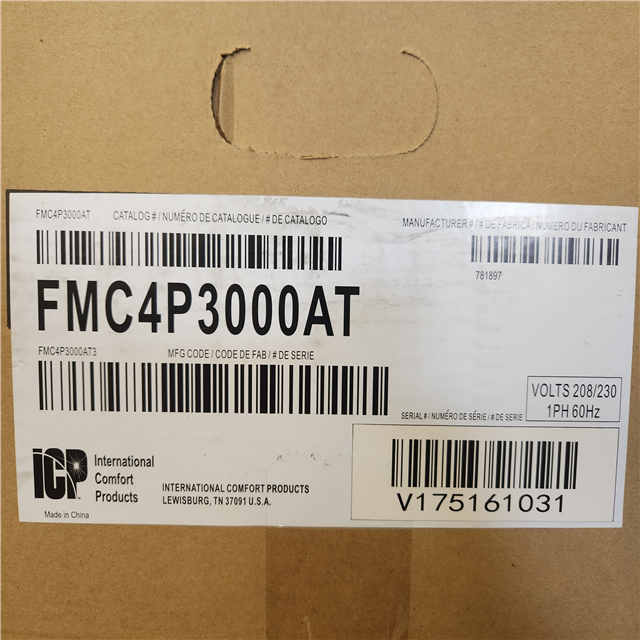 FMC4P3000AT CATALOG # / NUMÉRO DE CATALOGUE / # DE CATALOGO
MANUFACTURER # / # DE FABRICA / NUMERO DU FABRICANT
781897
FMC4P3000AT
FMC4P3000AT3 MFG CODE / CODE DE FAB / # DE SERIE
VOLTS 208/230
1PH 60Hz
SERIAL # / NUMÉRO DE SÉRIE / # DE SERIE
V175161031
ICP International
Comfort
Products
INTERNATIONAL COMFORT PRODUCTS
LEWISBURG, TN 37091 U.S.A.
Made in China